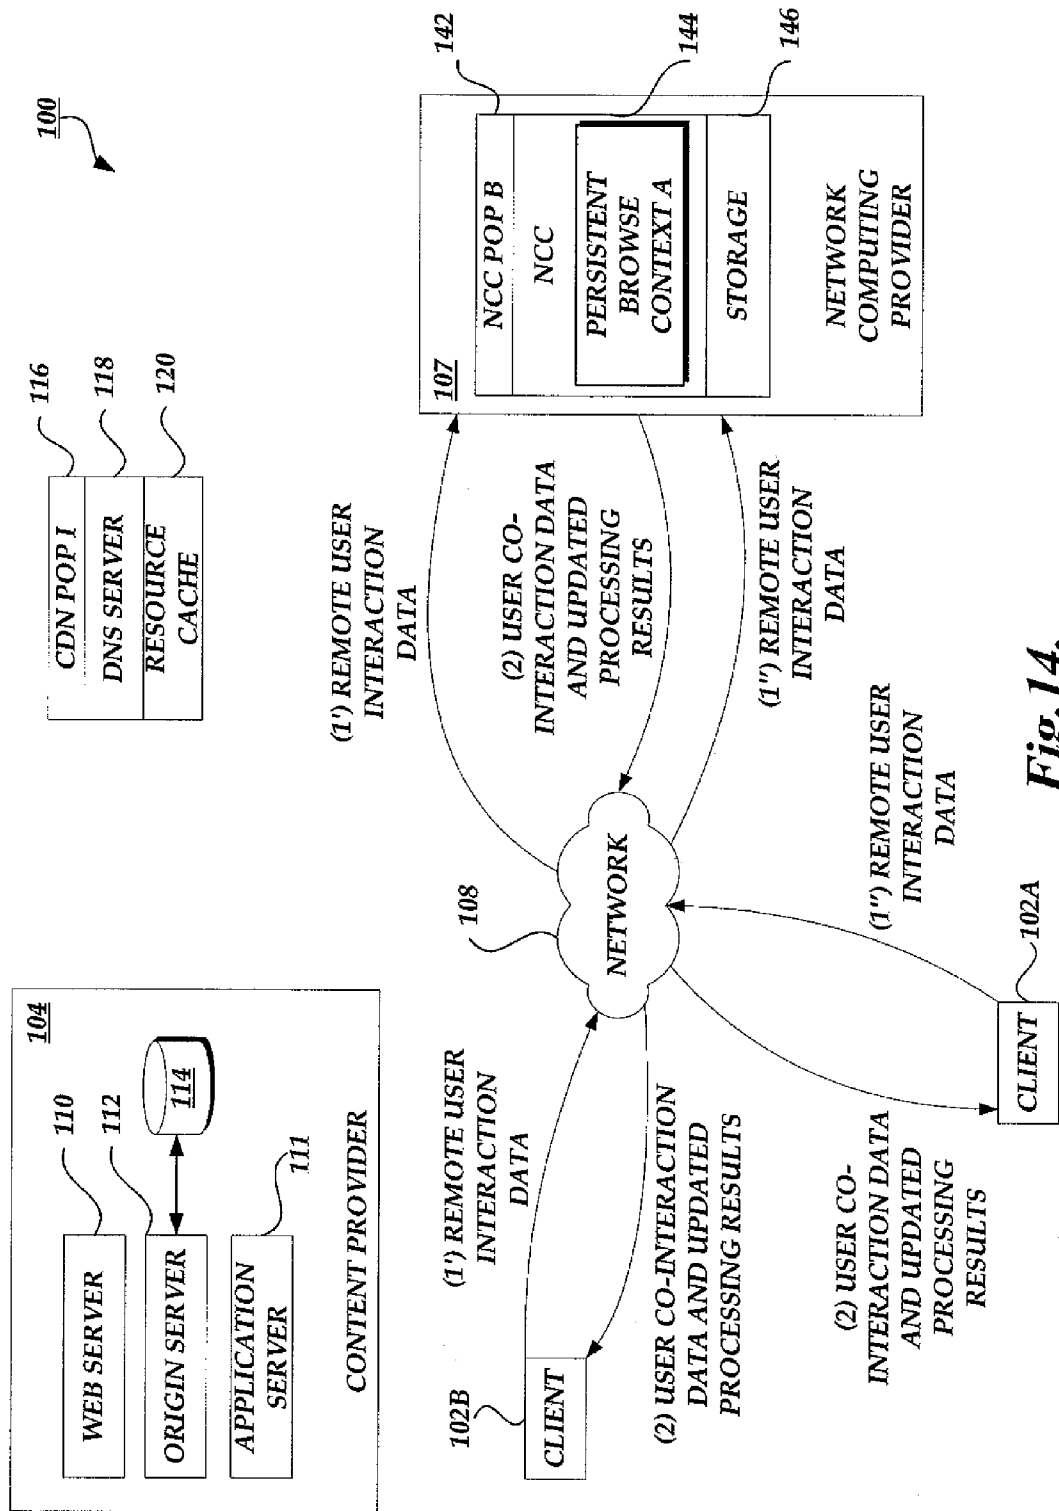 100
104
WEB SERVER
110
ORIGIN SERVER
112
114
APPLICATION
SERVER
111
CONTENT PROVIDER
CDN POP I
116
DNS SERVER
118
RESOURCE
CACHE
120
102B
CLIENT
(1') REMOTE USER
INTERACTION
DATA
(2) USER CO-INTERACTION
DATA AND UPDATED
PROCESSING RESULTS
108
NETWORK
(1') REMOTE USER
INTERACTION
DATA
(2) USER CO-
INTERACTION DATA
AND UPDATED
PROCESSING
RESULTS
(1") REMOTE USER
INTERACTION
DATA
107
NCC POP B
142
NCC
144
PERSISTENT
BROWSE
CONTEXT A
STORAGE
146
NETWORK
COMPUTING
PROVIDER
(2) USER CO-
INTERACTION DATA
AND UPDATED
PROCESSING
RESULTS
CLIENT
102A
(1") REMOTE USER
INTERACTION
DATA
Fig.14.